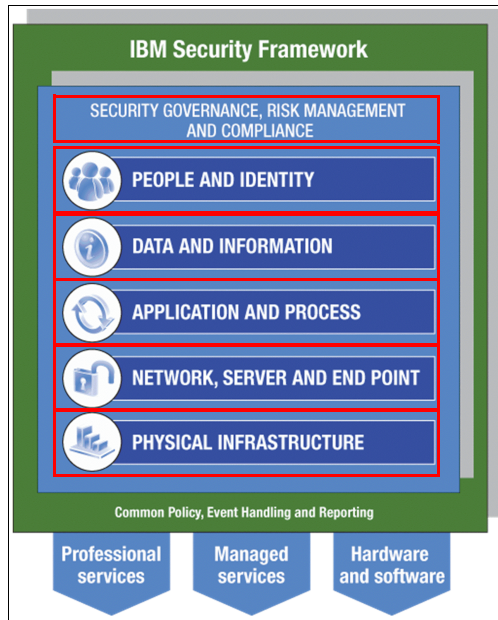 IBM Security Framework
SECURITY GOVERNANCE, RISK MANAGEMENT
AND COMPLIANCE
PEOPLE AND IDENTITY
DATA AND INFORMATION
APPLICATION AND PROCESS
NETWORK, SERVER AND END POINT
PHYSICAL INFRASTRUCTURE
Common Policy, Event Handling and Reporting
Professional
services
Managed
services
Hardware
and software